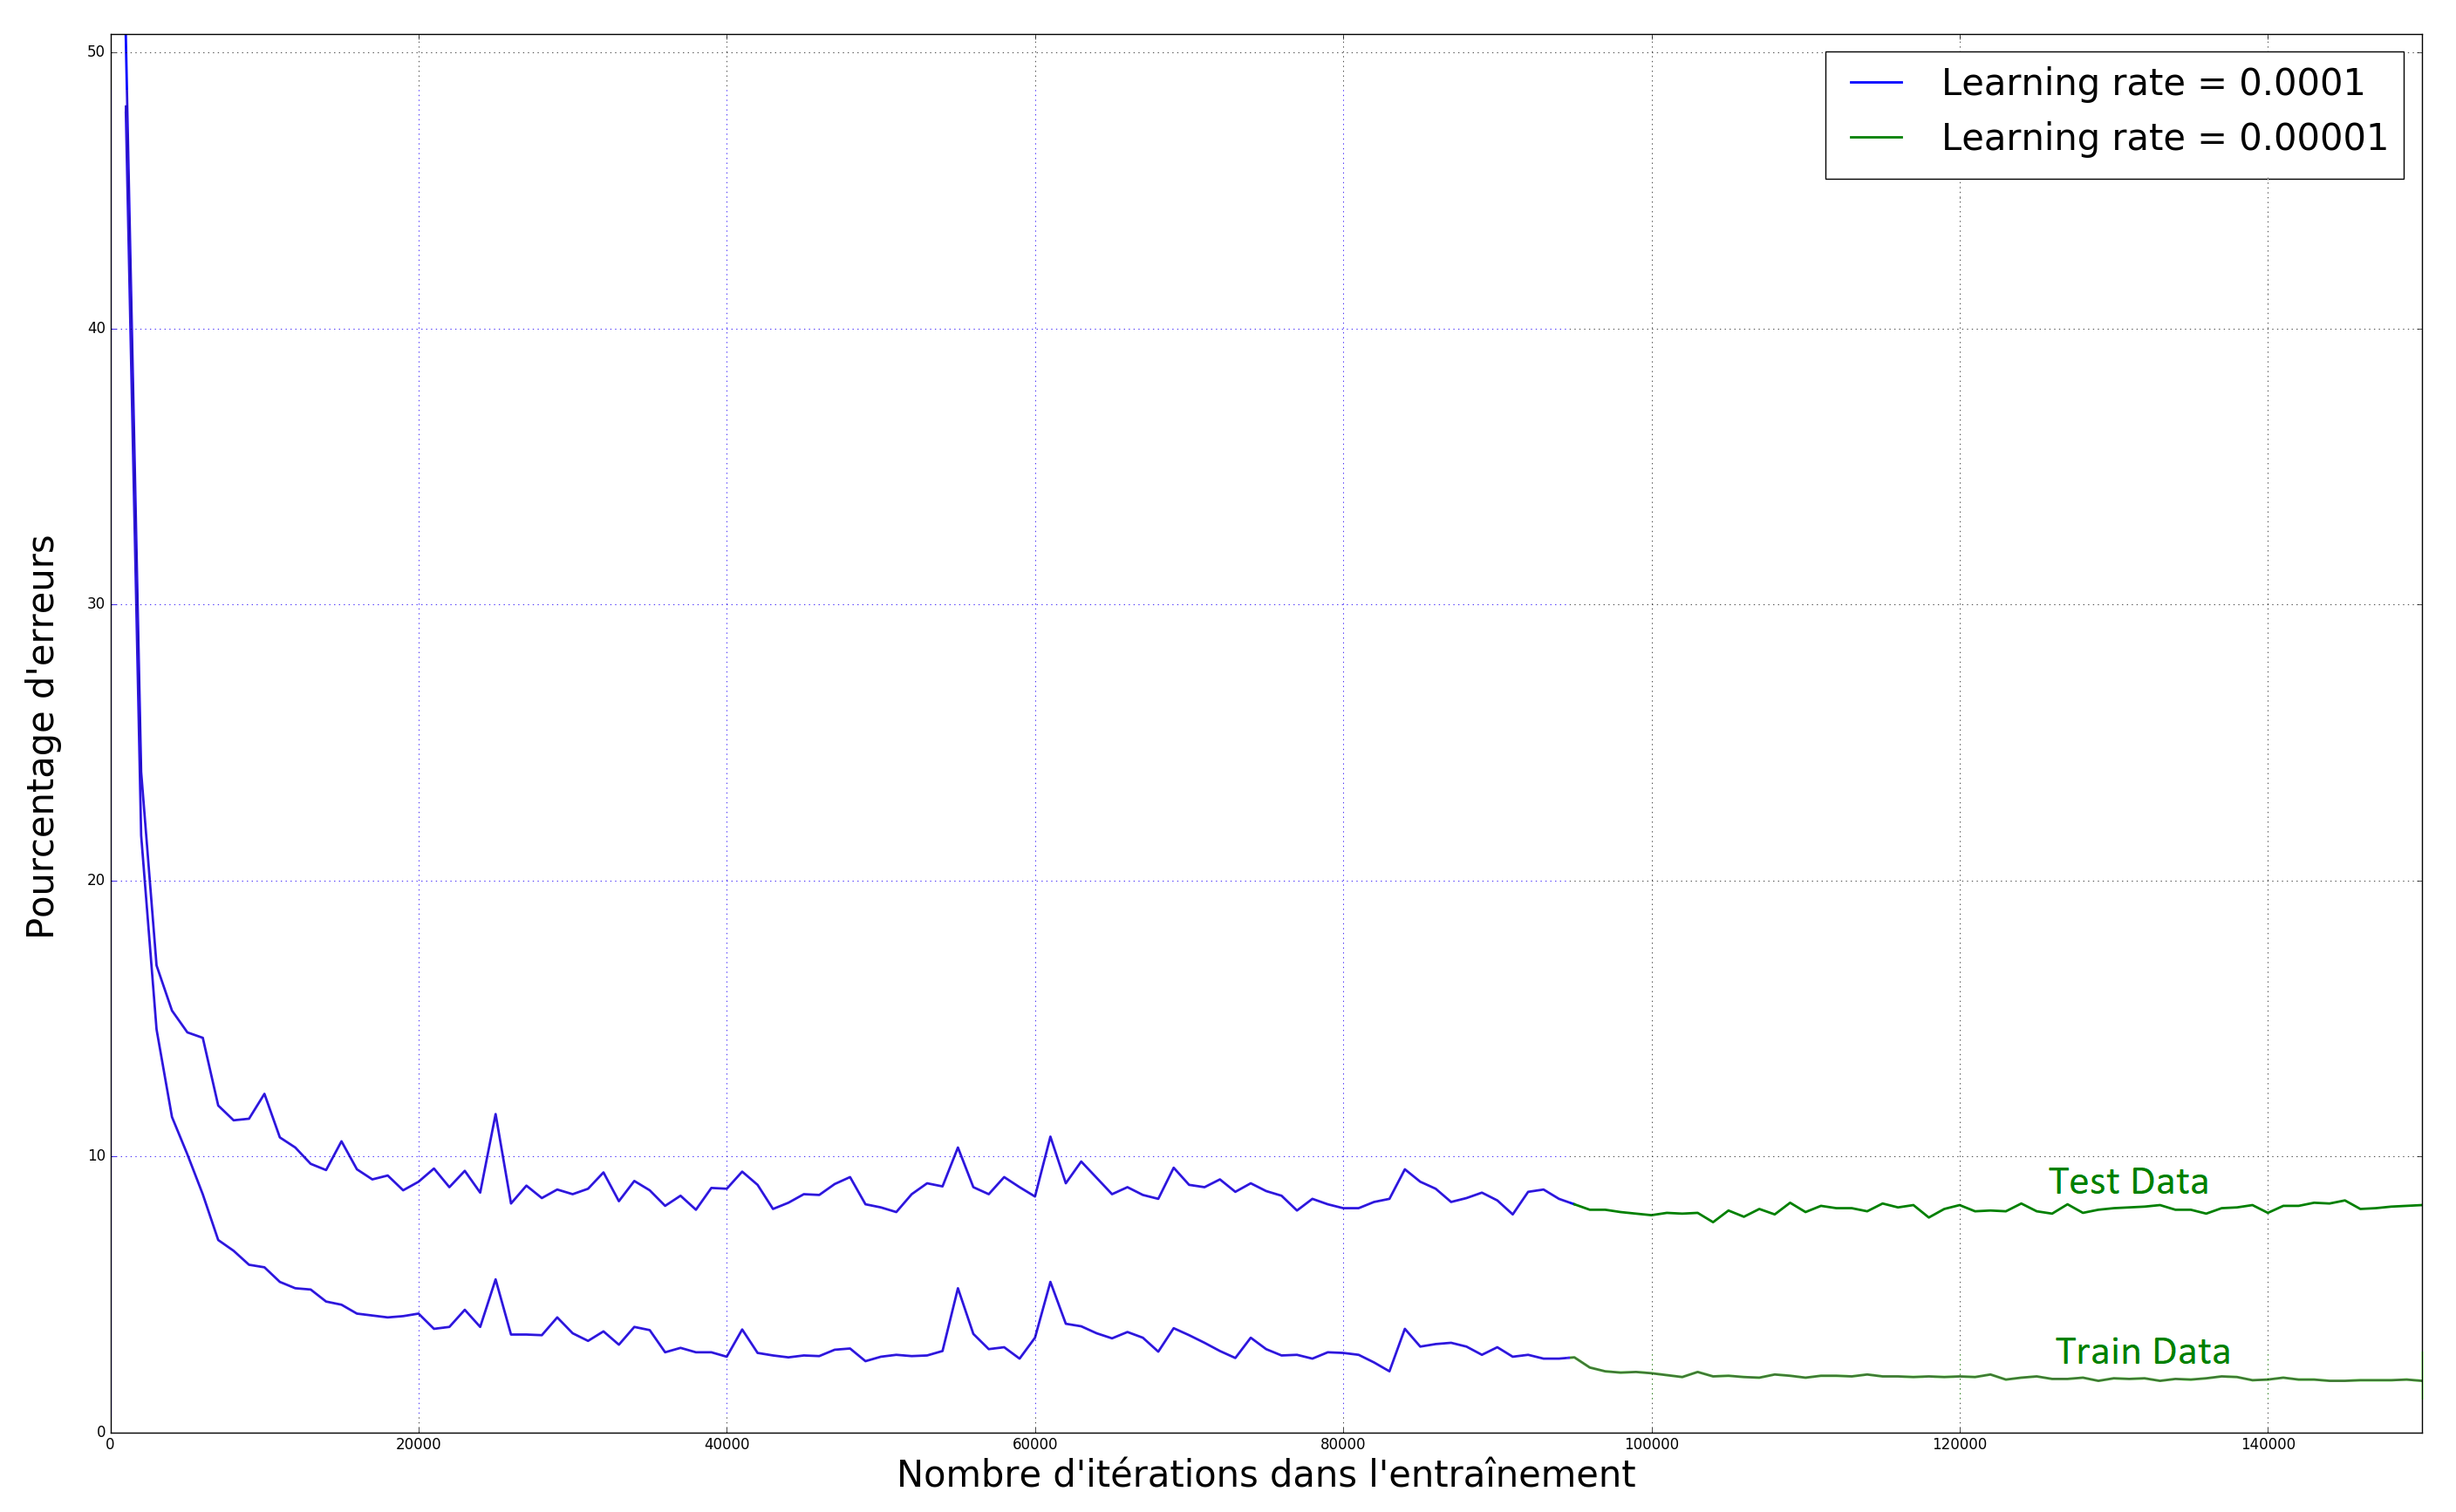 Learning rate = 0.0001
Learning rate = 0.00001
50
40
30
20
10
0
Pourcentage d'erreurs
Test Data
Train Data
0 20000 40000 60000 80000 100000 120000 140000
Nombre d'itérations dans l'entraînement